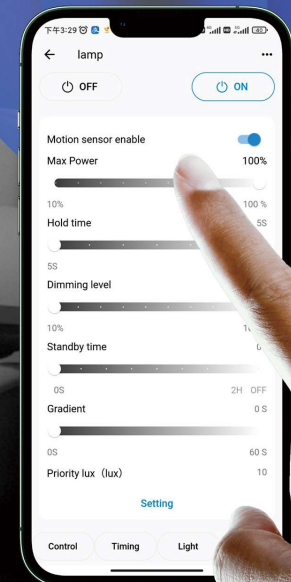 下午3:29
lamp
OFF
ON
Motion sensor enable
Max Power 100%
10% 100 %
Hold time 5S
5S
Dimming level
10%
Standby time
0S 2H OFF
Gradient 0 S
0S 60 S
Priority lux（lux） 10
Setting
Control Timing Light